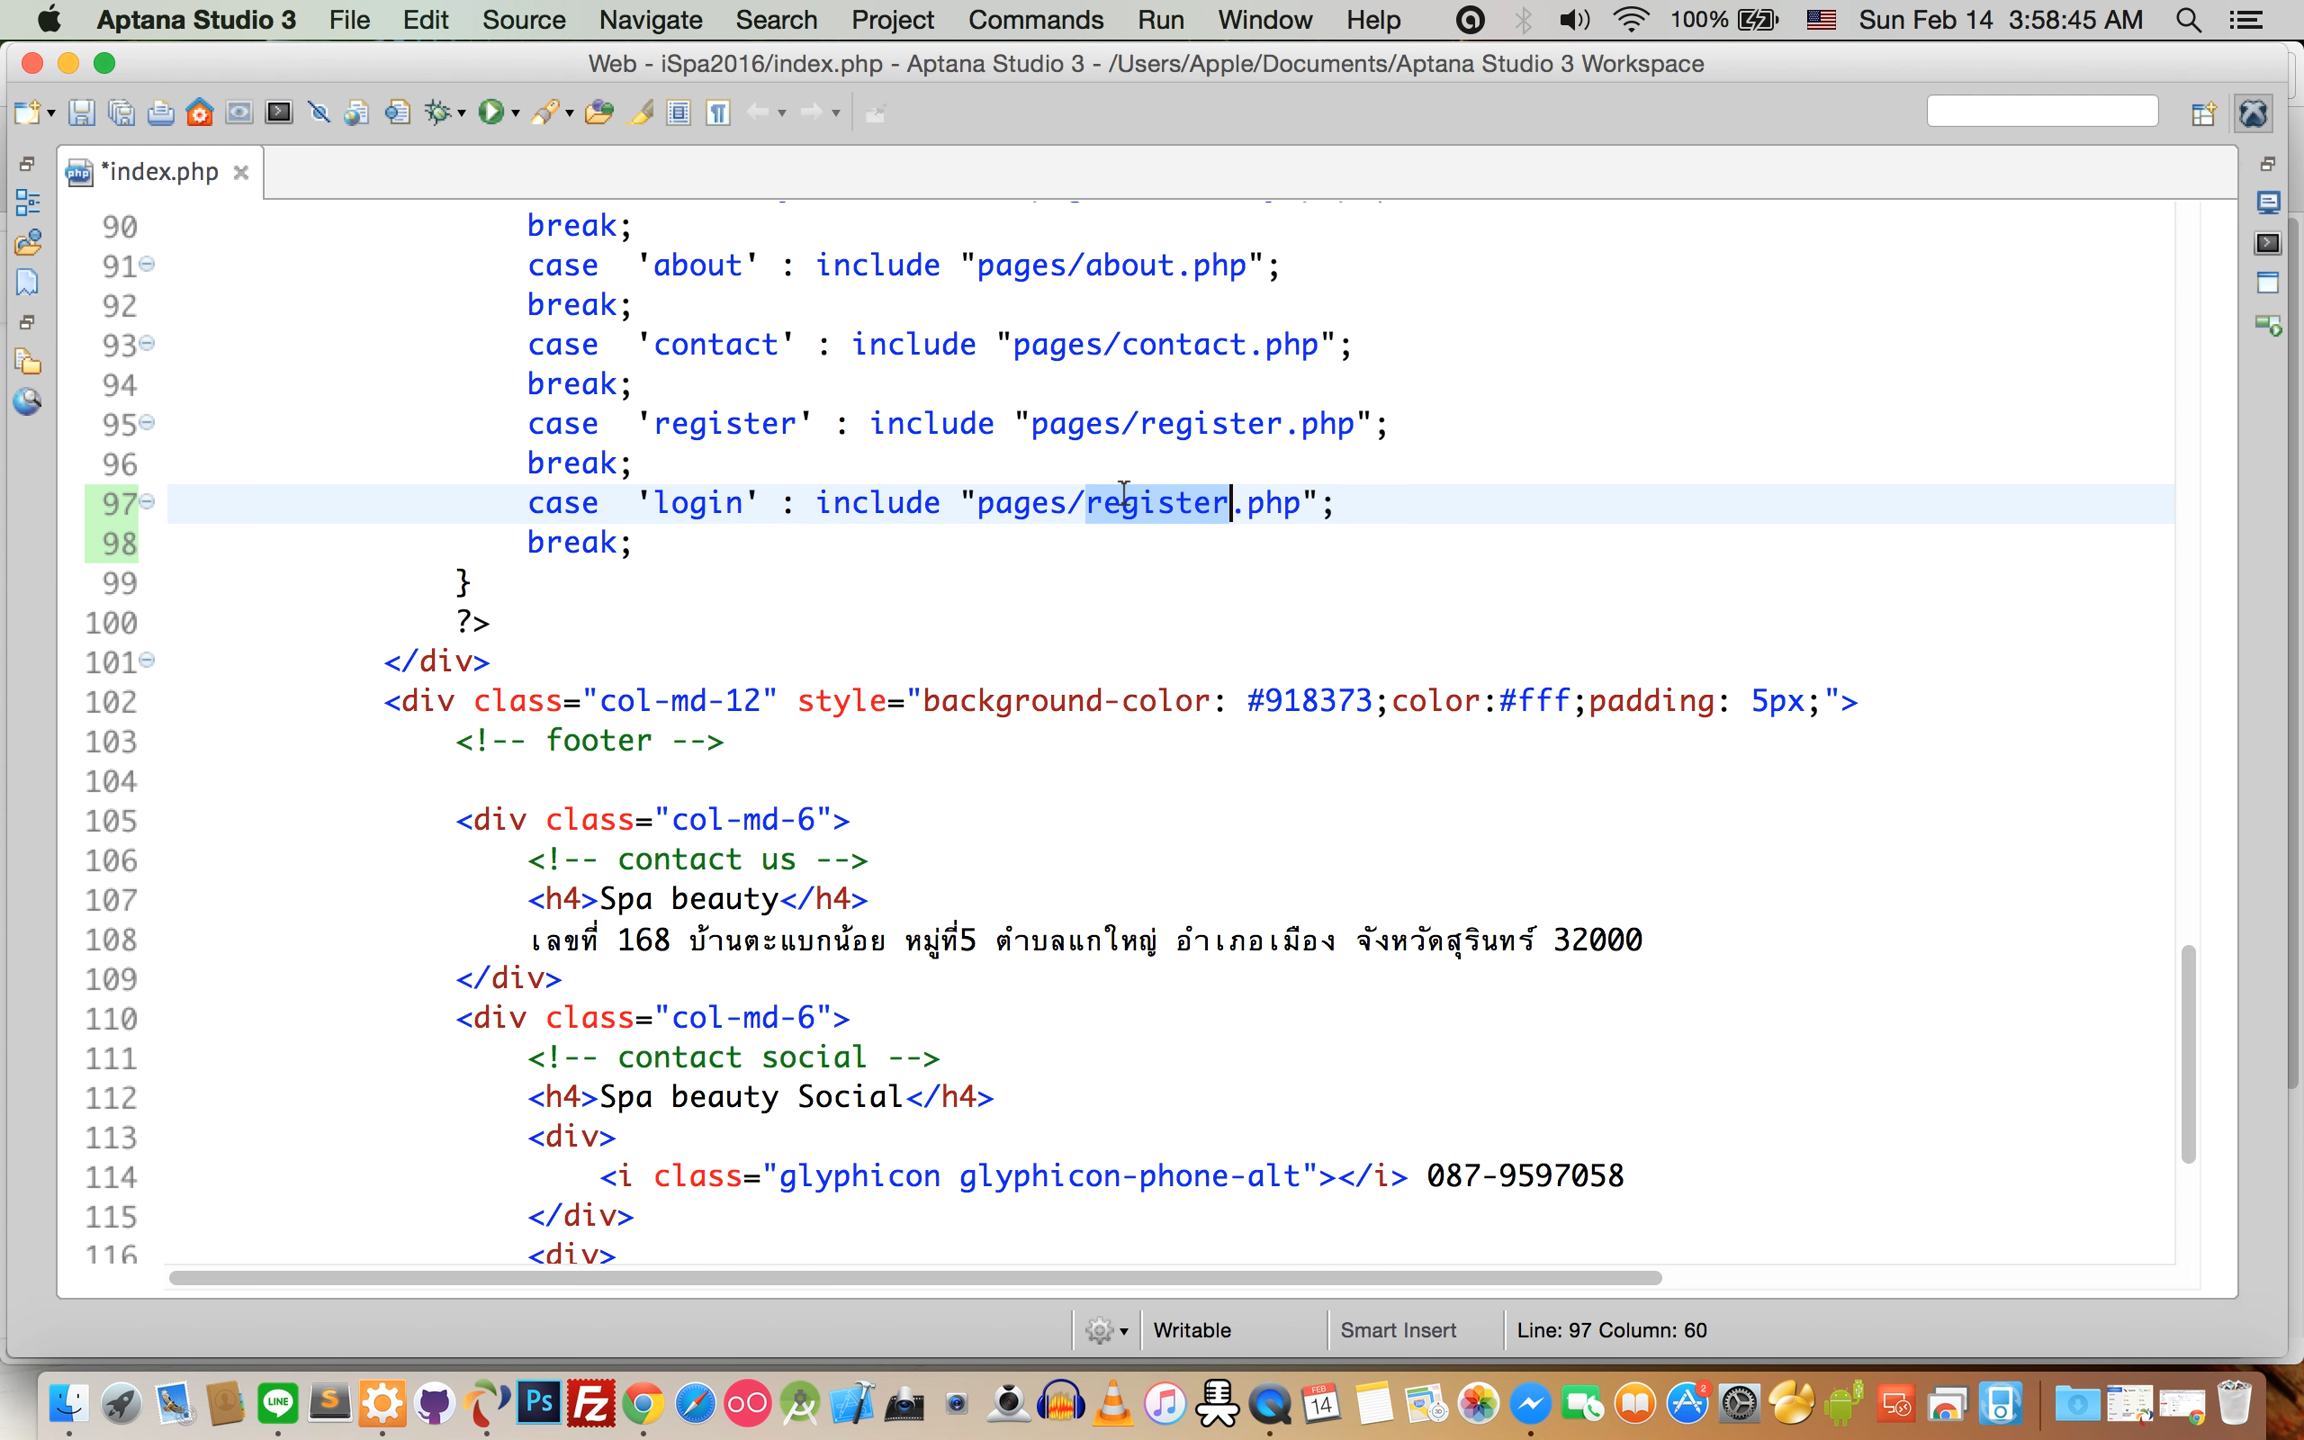 Aptana Studio 3 File Edit Source Navigate Search Project Commands Run Window Help 100% Sun Feb 14 3:58:45 AM
Web - iSpa2016/index.php - Aptana Studio 3 - /Users/Apple/Documents/Aptana Studio 3 Workspace
*index.php
90 break;
91 case 'about' : include "pages/about.php";
92 break;
93 case 'contact' : include "pages/contact.php";
94 break;
95 case 'register' : include "pages/register.php";
96 break;
97 case 'login' : include "pages/register.php";
98 break;
99 }
100 ?>
101 </div>
102 <div class="col-md-12" style="background-color: #918373;color:#fff;padding: 5px;">
103 <!-- footer -->
104
105 <div class="col-md-6">
106 <!-- contact us -->
107 <h4>Spa beauty</h4>
108 เลขที่ 168 บ้านตะแบกน้อย หมู่ที่5 ตำบลแกใหญ่ อำเภอเมือง จังหวัดสุรินทร์ 32000
109 </div>
110 <div class="col-md-6">
111 <!-- contact social -->
112 <h4>Spa beauty Social</h4>
113 <div>
114 <i class="glyphicon glyphicon-phone-alt"></i> 087-9597058
115 </div>
116 <div>
Writable Smart Insert Line: 97 Column: 60